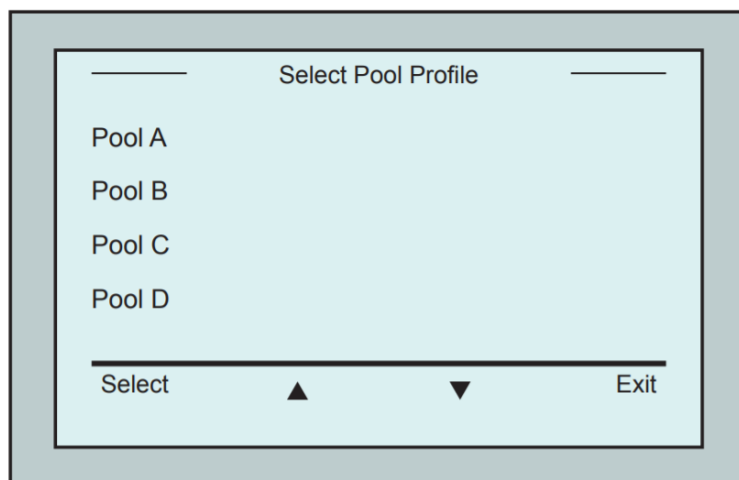 Select Pool Profile
Pool A
Pool B
Pool C
Pool D
Select ▲ ▼ Exit